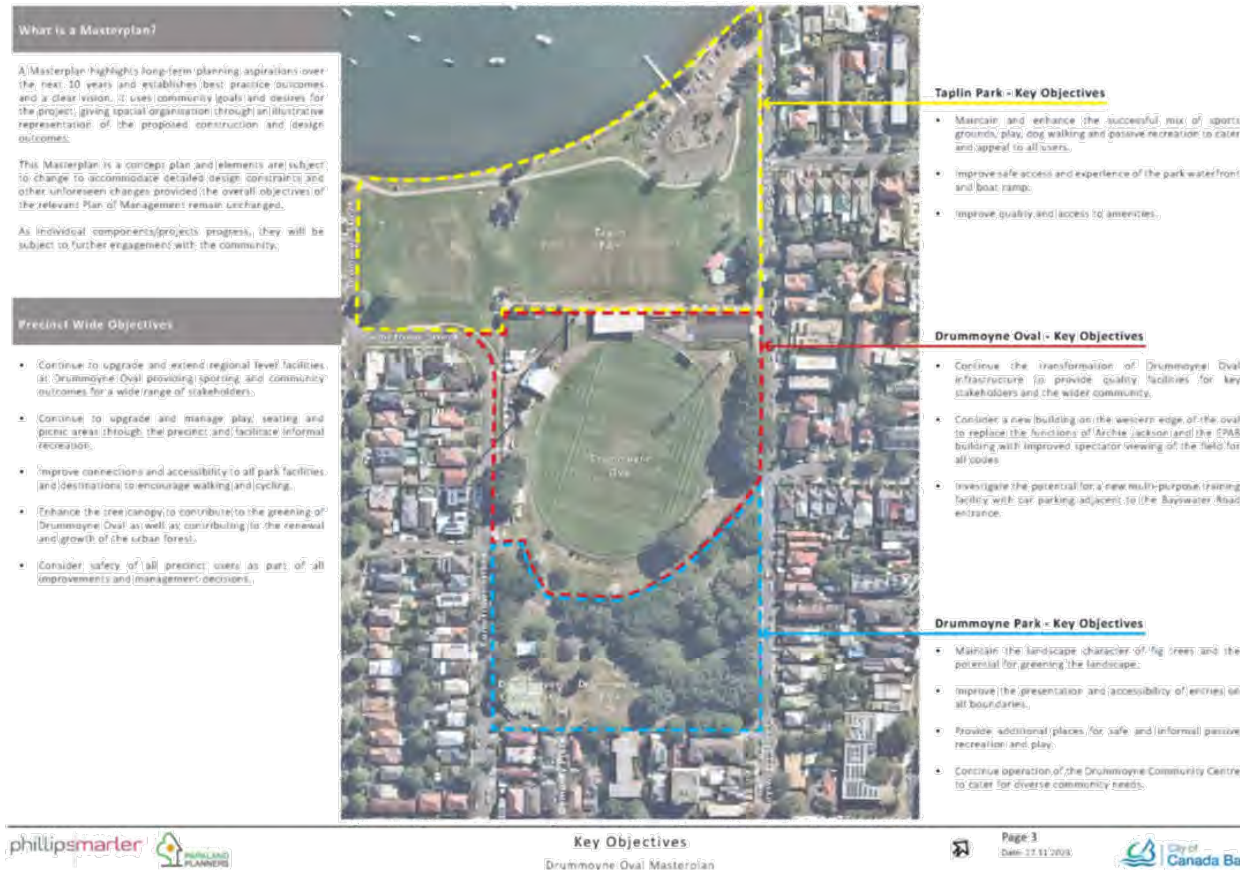 What is a Masterplan?
A Masterplan highlights long-term planning aspirations over
the next 10 years and establishes best practice outcomes
and a clear vision. It uses community goals and desires for
the project, giving spatial organisation through an illustrative
representation of the proposed construction and design
outcomes.
This Masterplan is a concept plan and elements are subject
to change to accommodate detailed design constraints and
other unforeseen changes provided the overall objectives of
the relevant Plan of Management remain unchanged.
As individual components/projects progress, they will be
subject to further engagement with the community.
Precinct Wide Objectives
• Continue to upgrade and extend regional level facilities
at Drummoyne Oval providing sporting and community
outcomes for a wide range of stakeholders.
• Continue to upgrade and manage play, seating and
picnic areas through the precinct and facilitate informal
recreation.
• Improve connections and accessibility to all park facilities
and destinations to encourage walking and cycling.
• Enhance the tree canopy to contribute to the greening of
Drummoyne Oval as well as contributing to the renewal
and growth of the urban forest.
• Consider safety of all precinct users as part of all
improvements and management decisions.
Taplin
Park
Drummoyne
Oval
Taplin Park - Key Objectives
• Maintain and enhance the successful mix of sports
grounds, play, dog walking and passive recreation to cater
and appeal to all users.
• Improve safe access and experience of the park waterfront
and boat ramp.
• Improve quality and access to amenities.
Drummoyne Oval - Key Objectives
• Continue the transformation of Drummoyne Oval
infrastructure to provide quality facilities for key
stakeholders and the wider community.
• Consider a new building on the western edge of the oval
to replace the functions of Archie Jackson and the EPAR
building with improved spectator viewing of the field for
all codes
• Investigate the potential for a new multi-purpose training
facility with car parking adjacent to the Bayswater Road
entrance.
Drummoyne Park - Key Objectives
• Maintain the landscape character of fig trees and the
potential for greening the landscape.
• Improve the presentation and accessibility of entries on
all boundaries.
• Provide additional places for safe and informal passive
recreation and play.
• Continue operation of the Drummoyne Community Centre
to cater for diverse community needs.
phillipsmarler
PARKLAND
PLANNERS
Key Objectives
Drummoyne Oval Masterplan
Page 3
City of
Canada Ba